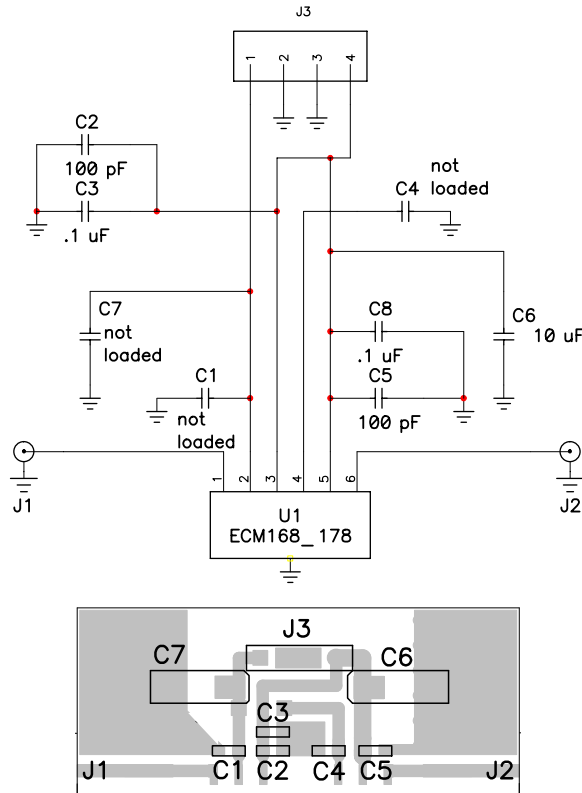 J3
1 2 3 4
C2
100 pF
C3
.1 uF
C4
not
loaded
C7
not
loaded
C8
.1 uF
C6
10 uF
C1
not
loaded
C5
100 pF
J1
1 2 3 4 5 6
J2
U1
ECM168_178
J3
C7
C6
C3
J1
C1
C2
C4
C5
J2